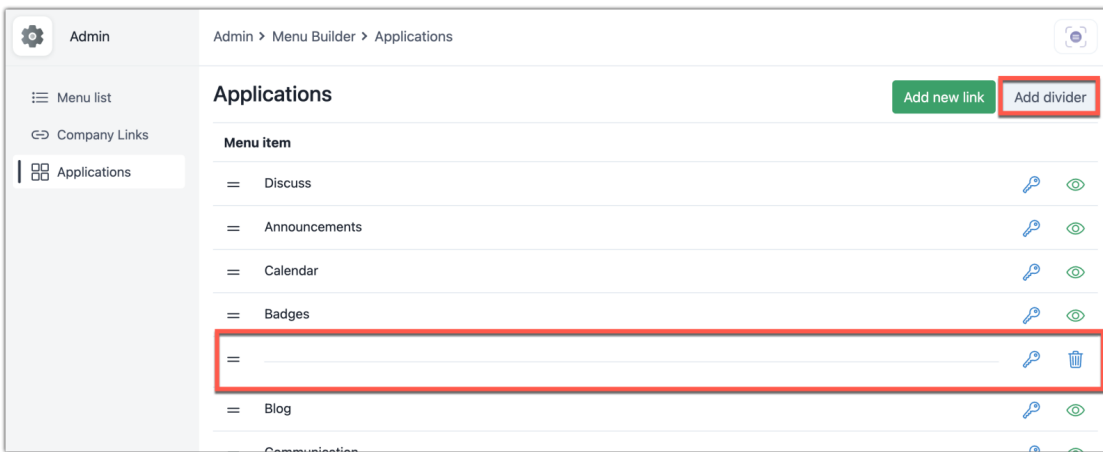 Admin
Admin > Menu Builder > Applications
Menu list
Company Links
Applications
Applications
Add new link
Add divider
Menu item
Discuss
Announcements
Calendar
Badges
Blog
Communication